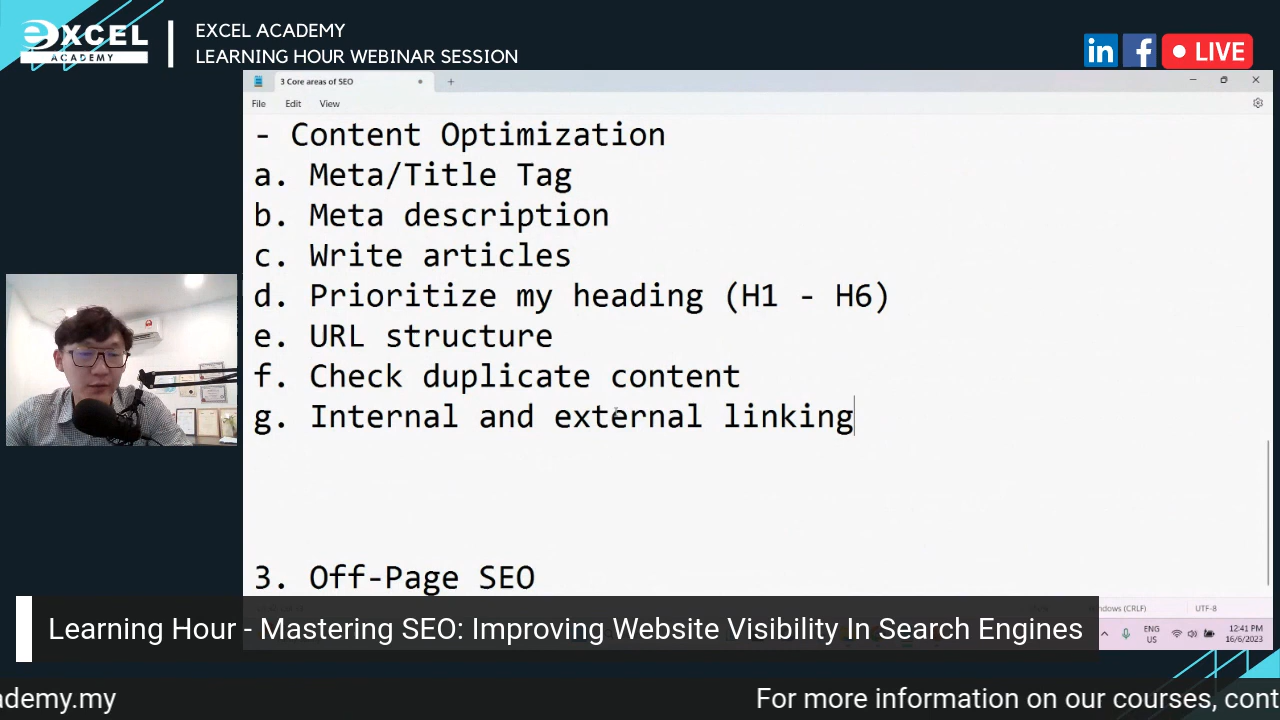 eXCEL
ACADEMY
EXCEL ACADEMY
LEARNING HOUR WEBINAR SESSION
in f LIVE
3 Core areas of SEO
File Edit View
- Content Optimization
a. Meta/Title Tag
b. Meta description
c. Write articles
d. Prioritize my heading (H1 - H6)
e. URL structure
f. Check duplicate content
g. Internal and external linking
3. Off-Page SEO
(CRLF) UTF-8
Learning Hour - Mastering SEO: Improving Website Visibility In Search Engines
ENG
US
12:41 PM
16/6/2023
ademy.my
For more information on our courses, cont